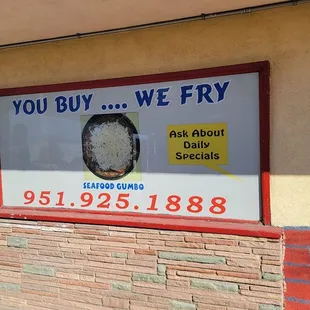 YOU BUY .... WE FRY
Ask About
Daily
Specials
SEAFOOD GUMBO
951.925.1888